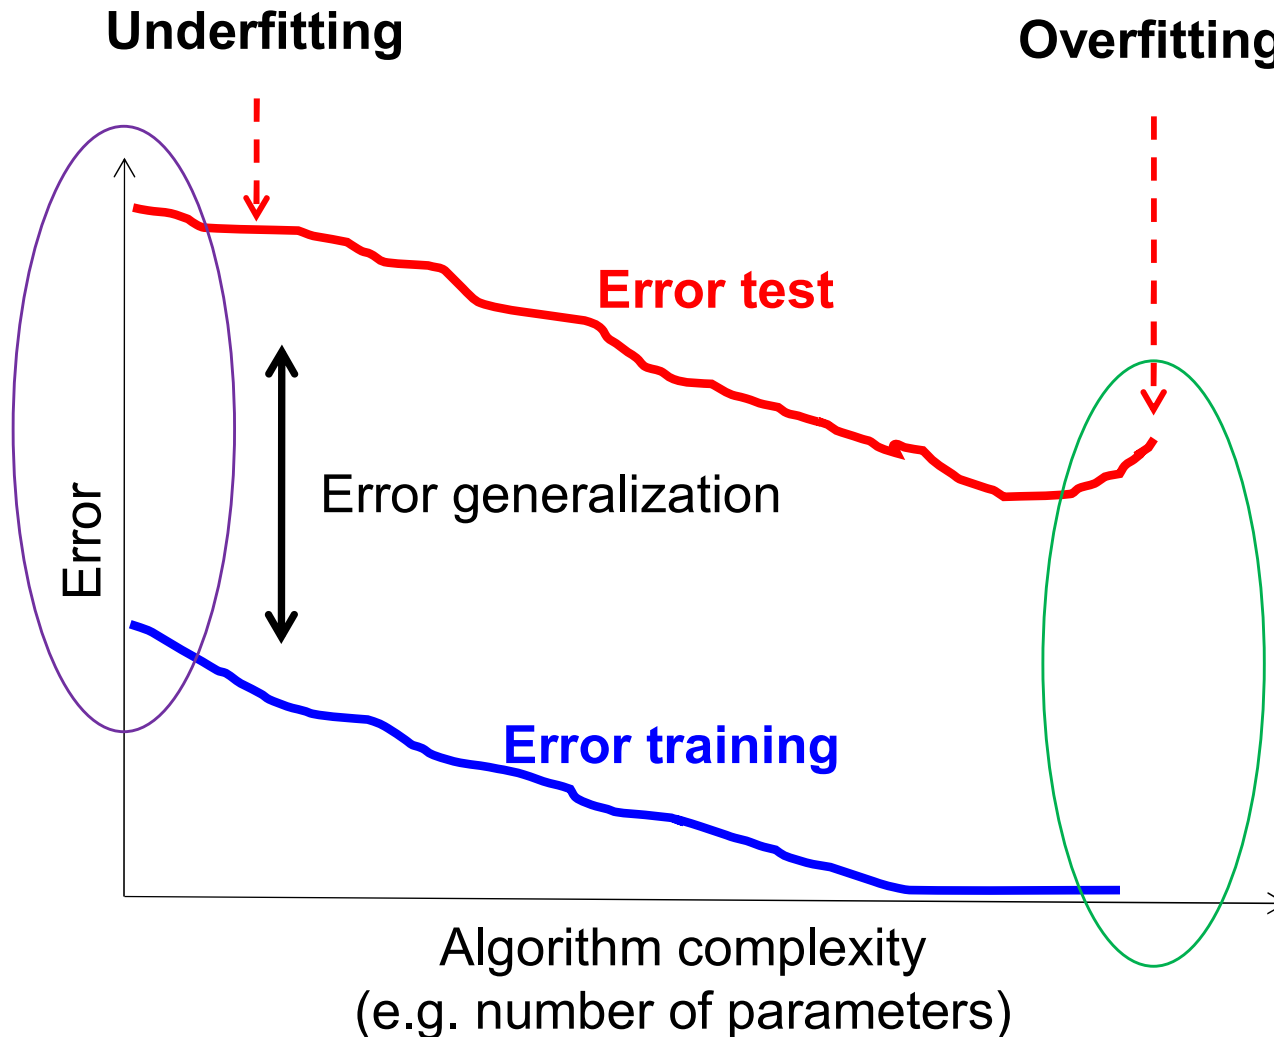 Underfitting
Overfitting
Error test
Error generalization
Error
Error training
Algorithm complexity
(e.g. number of parameters)